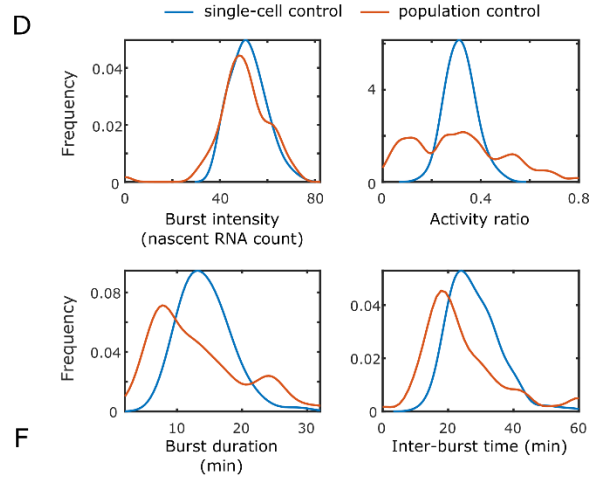 D
single-cell control
population control
Frequency
0.04
0.02
0
0
40
80
Burst intensity
(nascent RNA count)
4
2
0
0
0.4
0.8
Activity ratio
Frequency
0.08
0.04
0
10
20
30
Burst duration
(min)
0.04
0.02
0
0
20
40
60
Inter-burst time (min)
F